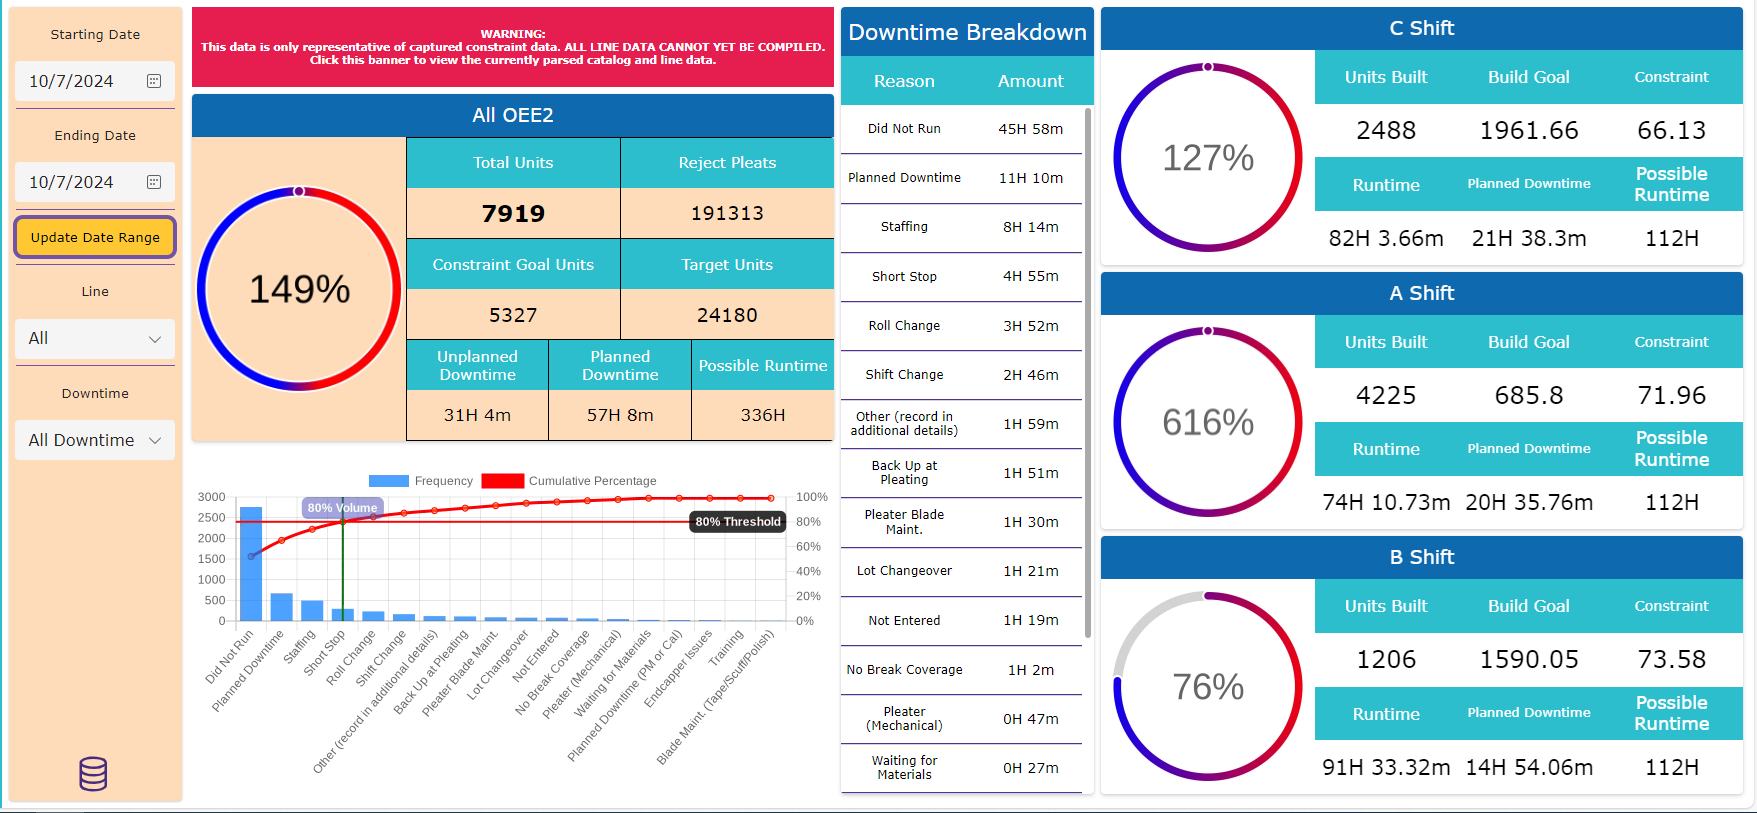 Starting Date
10/7/2024
Ending Date
10/7/2024
Update Date Range
Line
All
Downtime
All Downtime
WARNING:
This data is only representative of captured constraint data. ALL LINE DATA CANNOT YET BE COMPILED.
Click this banner to view the currently parsed catalog and line data.
All OEE2
149%
Total Units
Reject Pleats
7919
191313
Constraint Goal Units
Target Units
5327
24180
Unplanned
Downtime
Planned
Downtime
Possible Runtime
31H 4m
57H 8m
336H
Frequency
Cumulative Percentage
80% Volume
80% Threshold
3000
2500
2000
1500
1000
500
0
100%
80%
60%
40%
20%
0%
Did Not Run
Planned Downtime
Staffing
Short Stop
Roll Change
Shift Change
Other (record in additional details)
Back Up at Pleating
Pleater Blade Maint.
Lot Changeover
Not Entered
No Break Coverage
Pleater (Mechanical)
Waiting for Materials
Planned Downtime (PM or Cal)
Endcapper Issues
Training
Blade Maint. (Tape/Scuff/Polish)
Downtime Breakdown
Reason
Amount
Did Not Run
45H 58m
Planned Downtime
11H 10m
Staffing
8H 14m
Short Stop
4H 55m
Roll Change
3H 52m
Shift Change
2H 46m
Other (record in
additional details)
1H 59m
Back Up at
Pleating
1H 51m
Pleater Blade
Maint.
1H 30m
Lot Changeover
1H 21m
Not Entered
1H 19m
No Break Coverage
1H 2m
Pleater
(Mechanical)
0H 47m
Waiting for
Materials
0H 27m
C Shift
127%
Units Built
Build Goal
Constraint
2488
1961.66
66.13
Runtime
Planned Downtime
Possible
Runtime
82H 3.66m
21H 38.3m
112H
A Shift
616%
Units Built
Build Goal
Constraint
4225
685.8
71.96
Runtime
Planned Downtime
Possible
Runtime
74H 10.73m
20H 35.76m
112H
B Shift
76%
Units Built
Build Goal
Constraint
1206
1590.05
73.58
Runtime
Planned Downtime
Possible
Runtime
91H 33.32m
14H 54.06m
112H